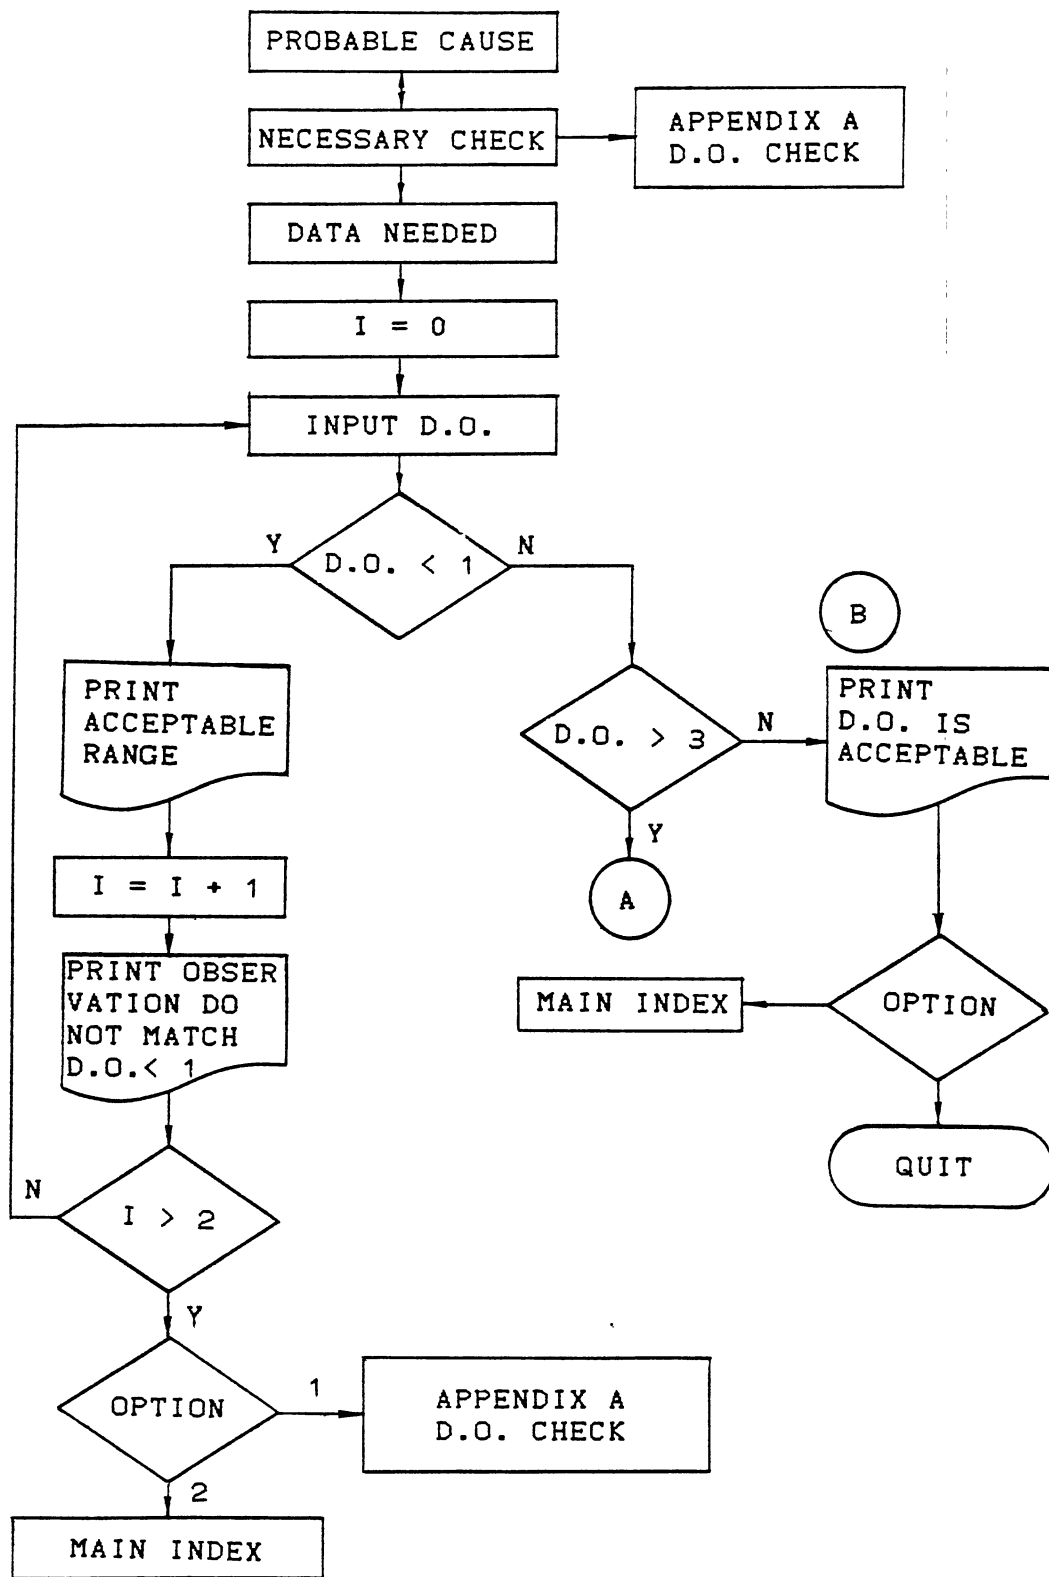 PROBABLE CAUSE
NECESSARY CHECK
APPENDIX A
D.O. CHECK
DATA NEEDED
I = 0
INPUT D.O.
D.O. < 1
Y
N
PRINT
ACCEPTABLE
RANGE
I = I + 1
PRINT OBSER
VATION DO
NOT MATCH
D.O.< 1
I > 2
N
Y
OPTION
1
APPENDIX A
D.O. CHECK
2
MAIN INDEX
D.O. > 3
N
Y
A
B
PRINT
D.O. IS
ACCEPTABLE
OPTION
MAIN INDEX
QUIT